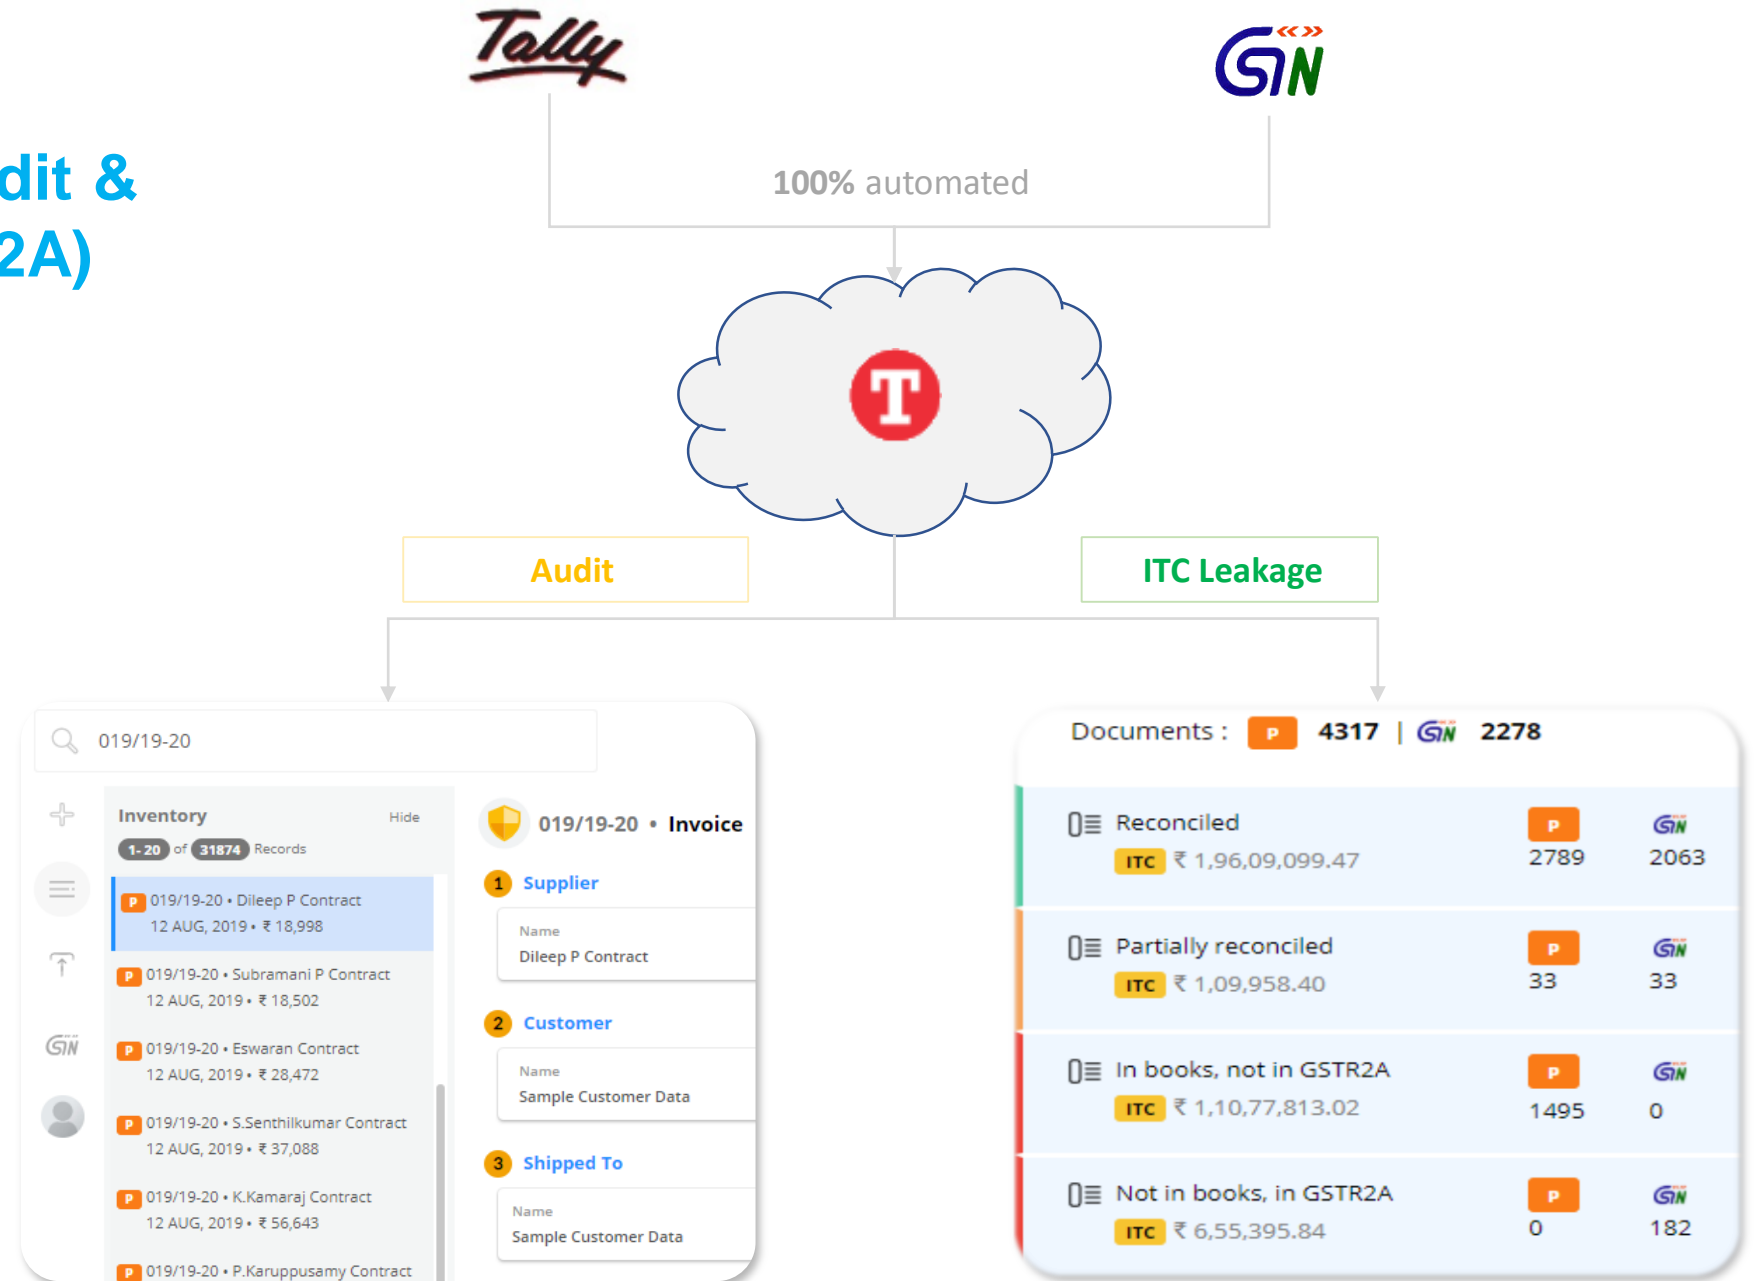 Tally
GSTN
dit &
2A)
100% automated
T
Audit
ITC Leakage
019/19-20
Inventory
Hide
1-20 of 31874 Records
P 019/19-20 • Dileep P Contract
12 AUG, 2019 • ₹ 18,998
P 019/19-20 • Subramani P Contract
12 AUG, 2019 • ₹ 18,502
GSTN
P 019/19-20 • Eswaran Contract
12 AUG, 2019 • ₹ 28,472
P 019/19-20 • S.Senthilkumar Contract
12 AUG, 2019 • ₹ 37,088
P 019/19-20 • K.Kamaraj Contract
12 AUG, 2019 • ₹ 56,643
P 019/19-20 • P.Karuppusamy Contract
019/19-20 • Invoice
1 Supplier
Name
Dileep P Contract
2 Customer
Name
Sample Customer Data
3 Shipped To
Name
Sample Customer Data
Documents : P 4317 | GSTN 2278
Reconciled P GSTN
ITC ₹ 1,96,09,099.47 2789 2063
Partially reconciled P GSTN
ITC ₹ 1,09,958.40 33 33
In books, not in GSTR2A P GSTN
ITC ₹ 1,10,77,813.02 1495 0
Not in books, in GSTR2A P GSTN
ITC ₹ 6,55,395.84 0 182